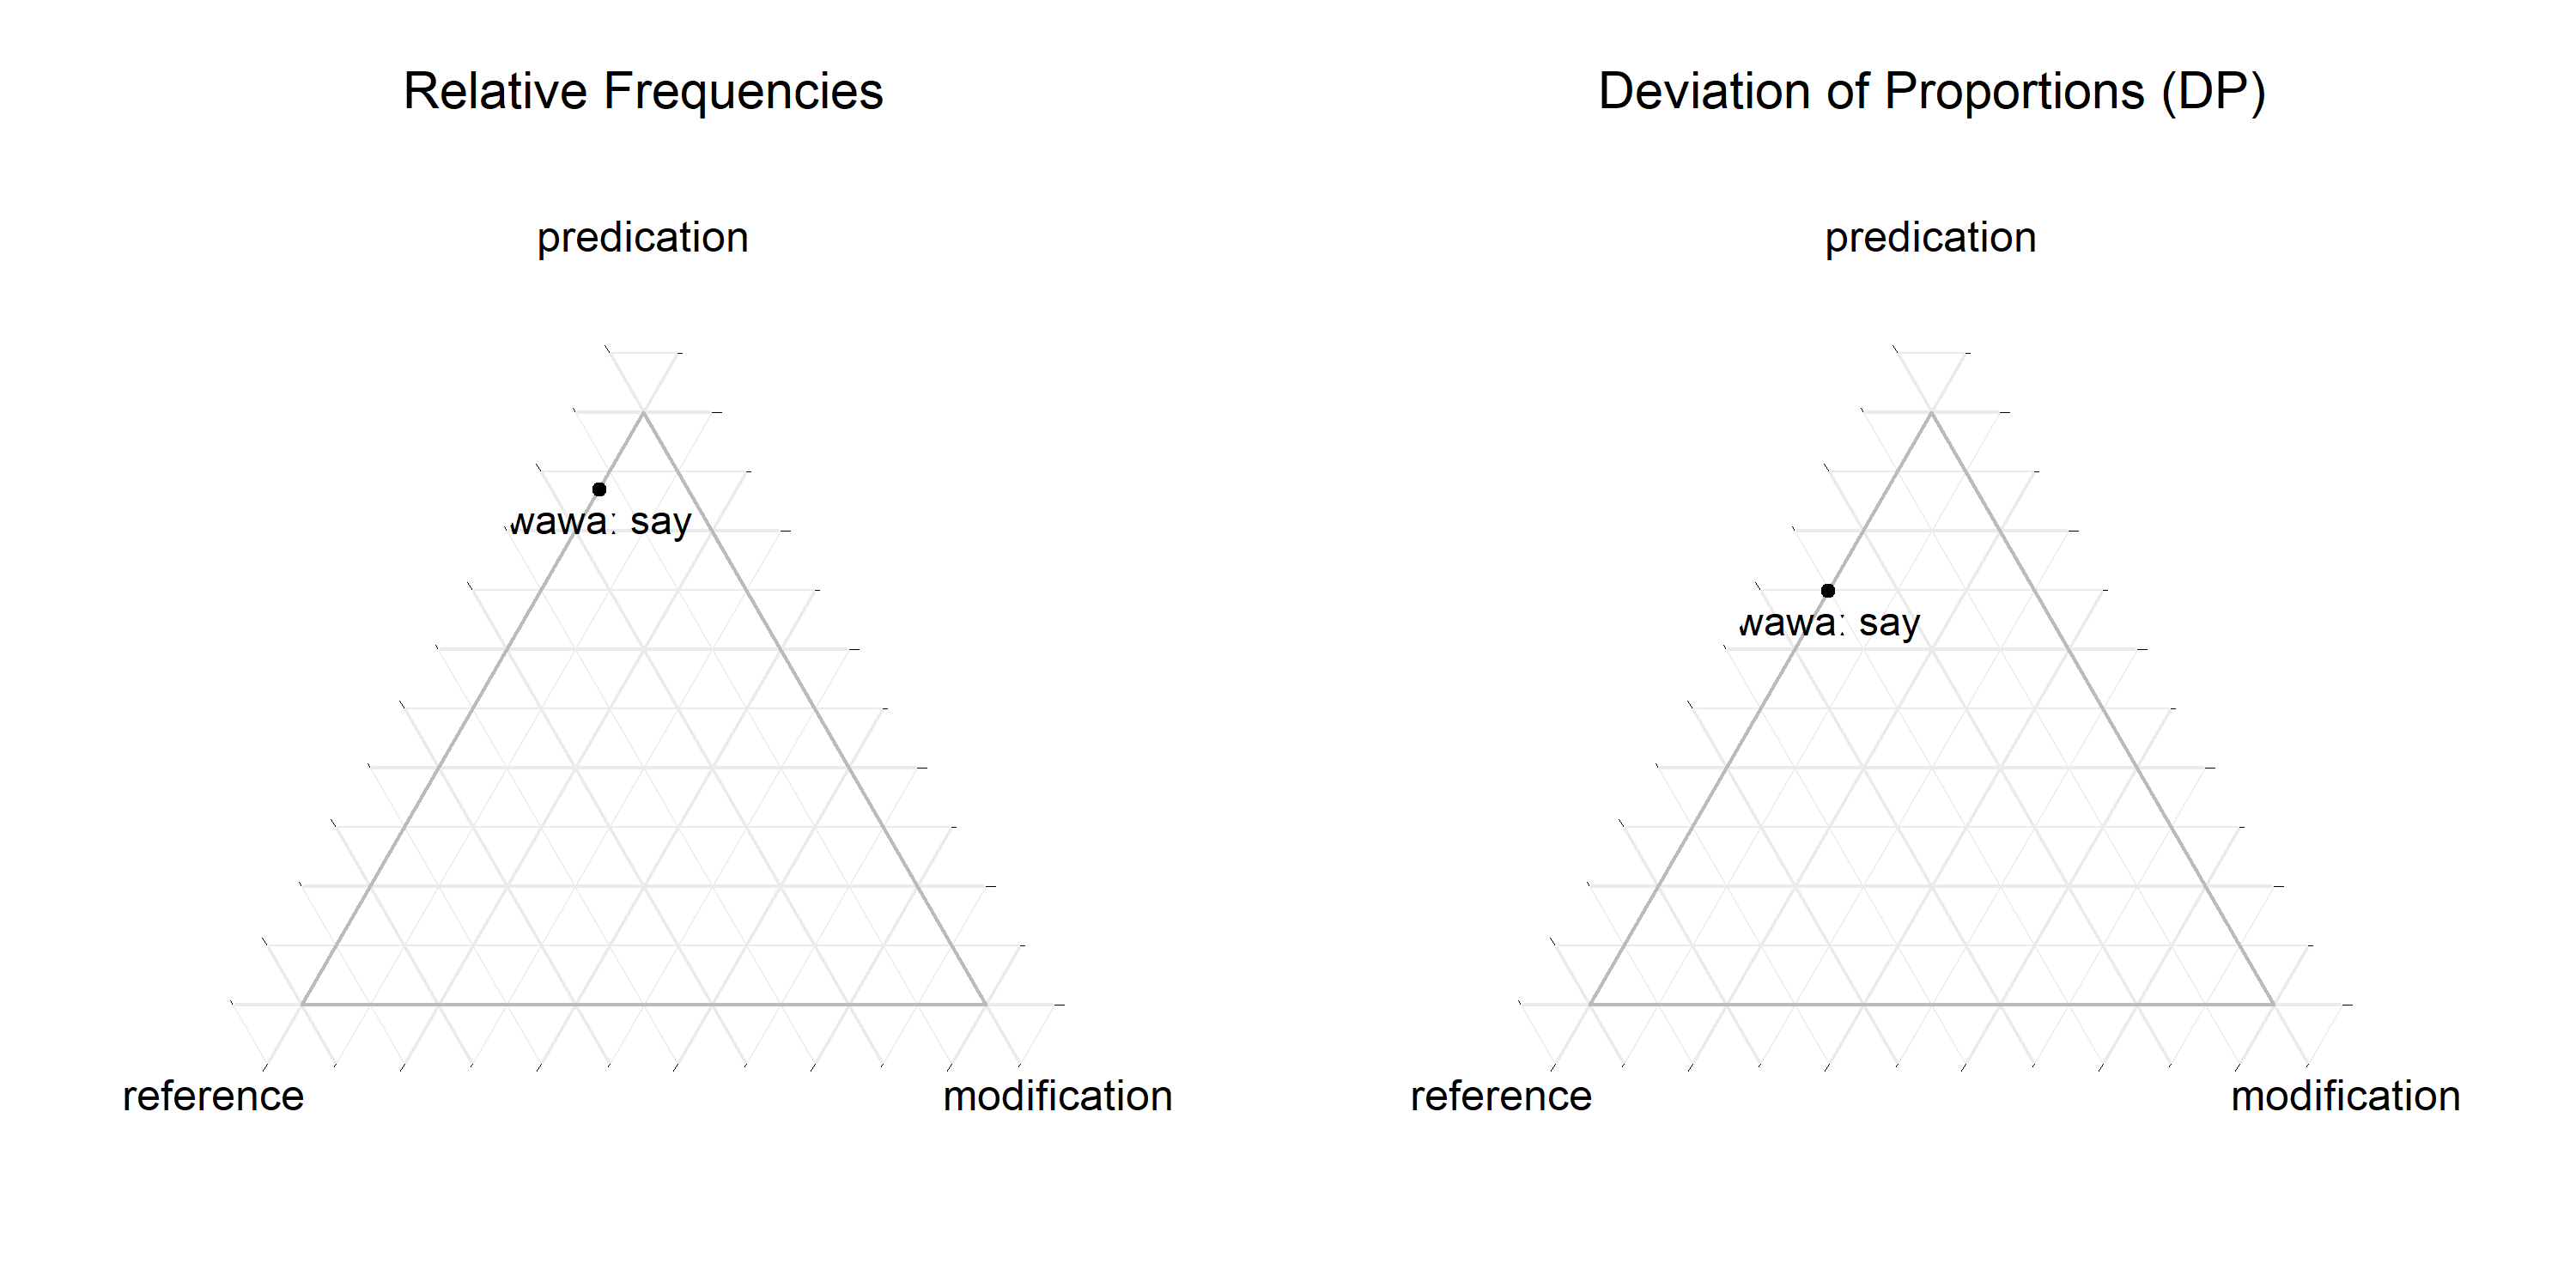 Relative Frequencies
predication
wawa: say
reference
modification
Deviation of Proportions (DP)
predication
wawa: say
reference
modification